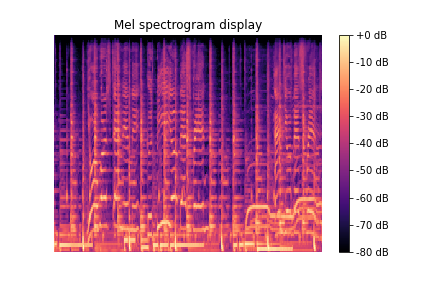 Mel spectrogram display
+0 dB
-10 dB
-20 dB
-30 dB
-40 dB
-50 dB
-60 dB
-70 dB
-80 dB